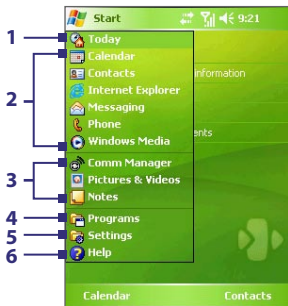 Start 9:21
1 Today
2
Calendar
Contacts
Internet Explorer
Messaging
Phone
Windows Media
3
Comm Manager
Pictures & Videos
Notes
4 Programs
5 Settings
6 Help
information
ents
Calendar Contacts